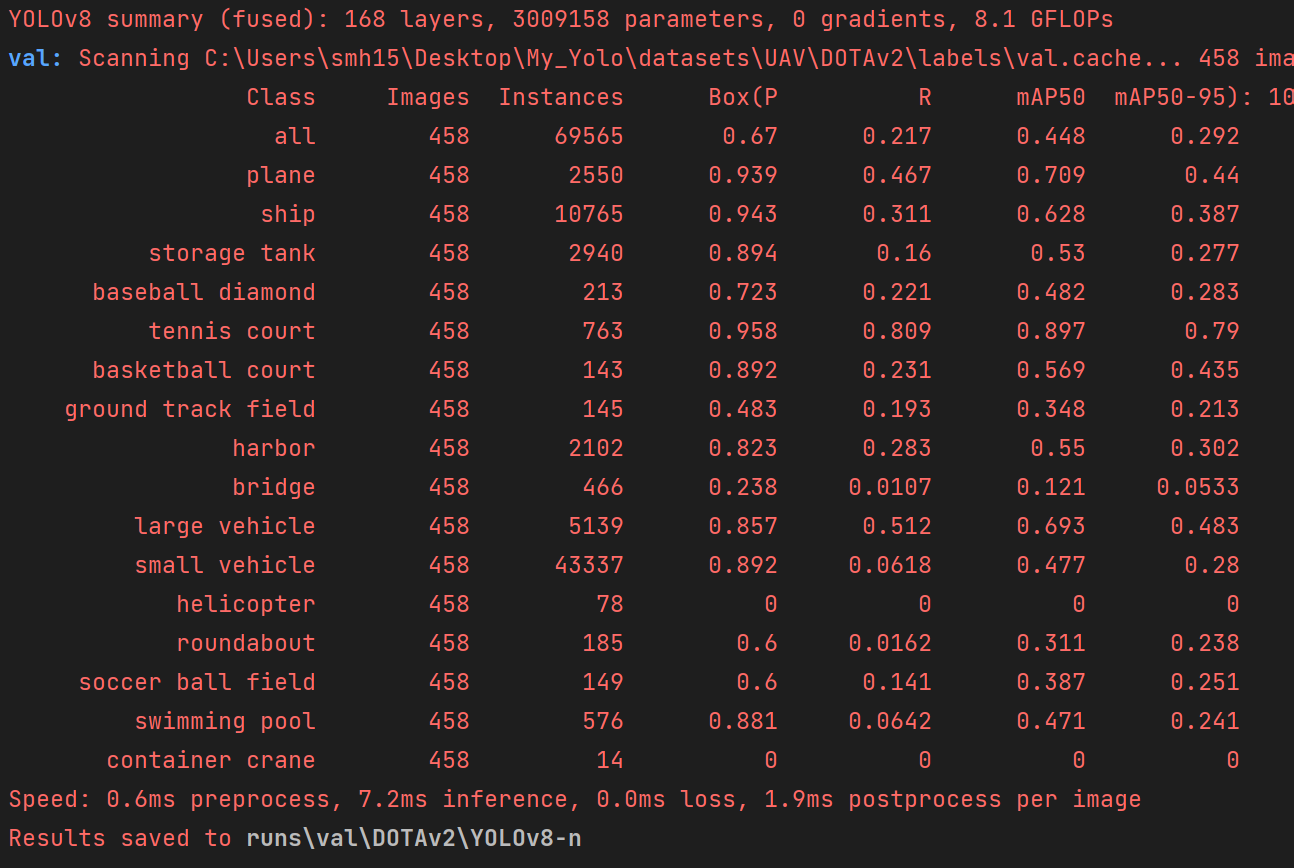 YOLOv8 summary (fused): 168 layers, 3009158 parameters, 0 gradients, 8.1 GFLOPs
val: Scanning C:\Users\smh15\Desktop\My_Yolo\datasets\UAV\DOTAv2\labels\val.cache... 458 ima
Class Images Instances Box(P R mAP50 mAP50-95): 10
all 458 69565 0.67 0.217 0.448 0.292
plane 458 2550 0.939 0.467 0.709 0.44
ship 458 10765 0.943 0.311 0.628 0.387
storage tank 458 2940 0.894 0.16 0.53 0.277
baseball diamond 458 213 0.723 0.221 0.482 0.283
tennis court 458 763 0.958 0.809 0.897 0.79
basketball court 458 143 0.892 0.231 0.569 0.435
ground track field 458 145 0.483 0.193 0.348 0.213
harbor 458 2102 0.823 0.283 0.55 0.302
bridge 458 466 0.238 0.0107 0.121 0.0533
large vehicle 458 5139 0.857 0.512 0.693 0.483
small vehicle 458 43337 0.892 0.0618 0.477 0.28
helicopter 458 78 0 0 0 0
roundabout 458 185 0.6 0.0162 0.311 0.238
soccer ball field 458 149 0.6 0.141 0.387 0.251
swimming pool 458 576 0.881 0.0642 0.471 0.241
container crane 458 14 0 0 0 0
Speed: 0.6ms preprocess, 7.2ms inference, 0.0ms loss, 1.9ms postprocess per image
Results saved to runs\val\DOTAv2\YOLOv8-n